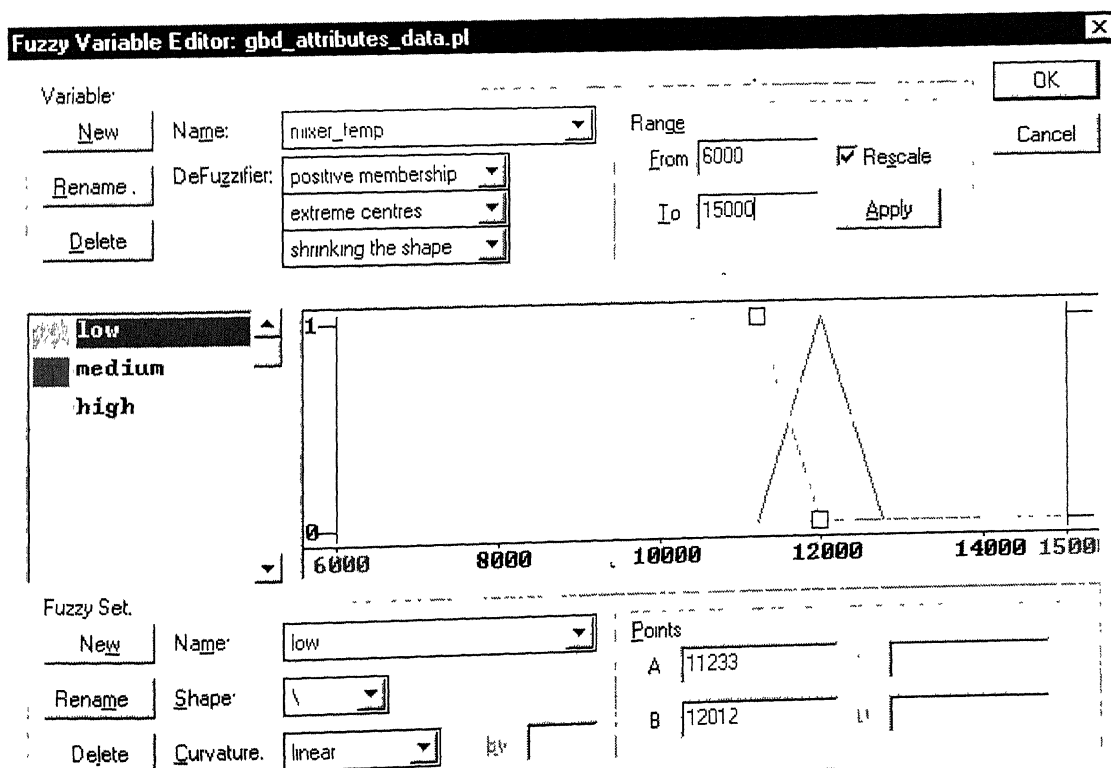 Fuzzy Variable Editor: gbd_attributes_data.pl
Variable:
New
Name: mixer_temp
Rename .
DeFuzzifier: positive membership
extreme centres
Delete
shrinking the shape
Range
From 6000
Rescale
To 15000
Apply
OK
Cancel
low
medium
high
1
0
6000 8000 10000 12000 14000 1500
Fuzzy Set.
New
Name: low
Rename
Shape: \
Delete
Curvature. linear
by
Points
A 11233
B 12012